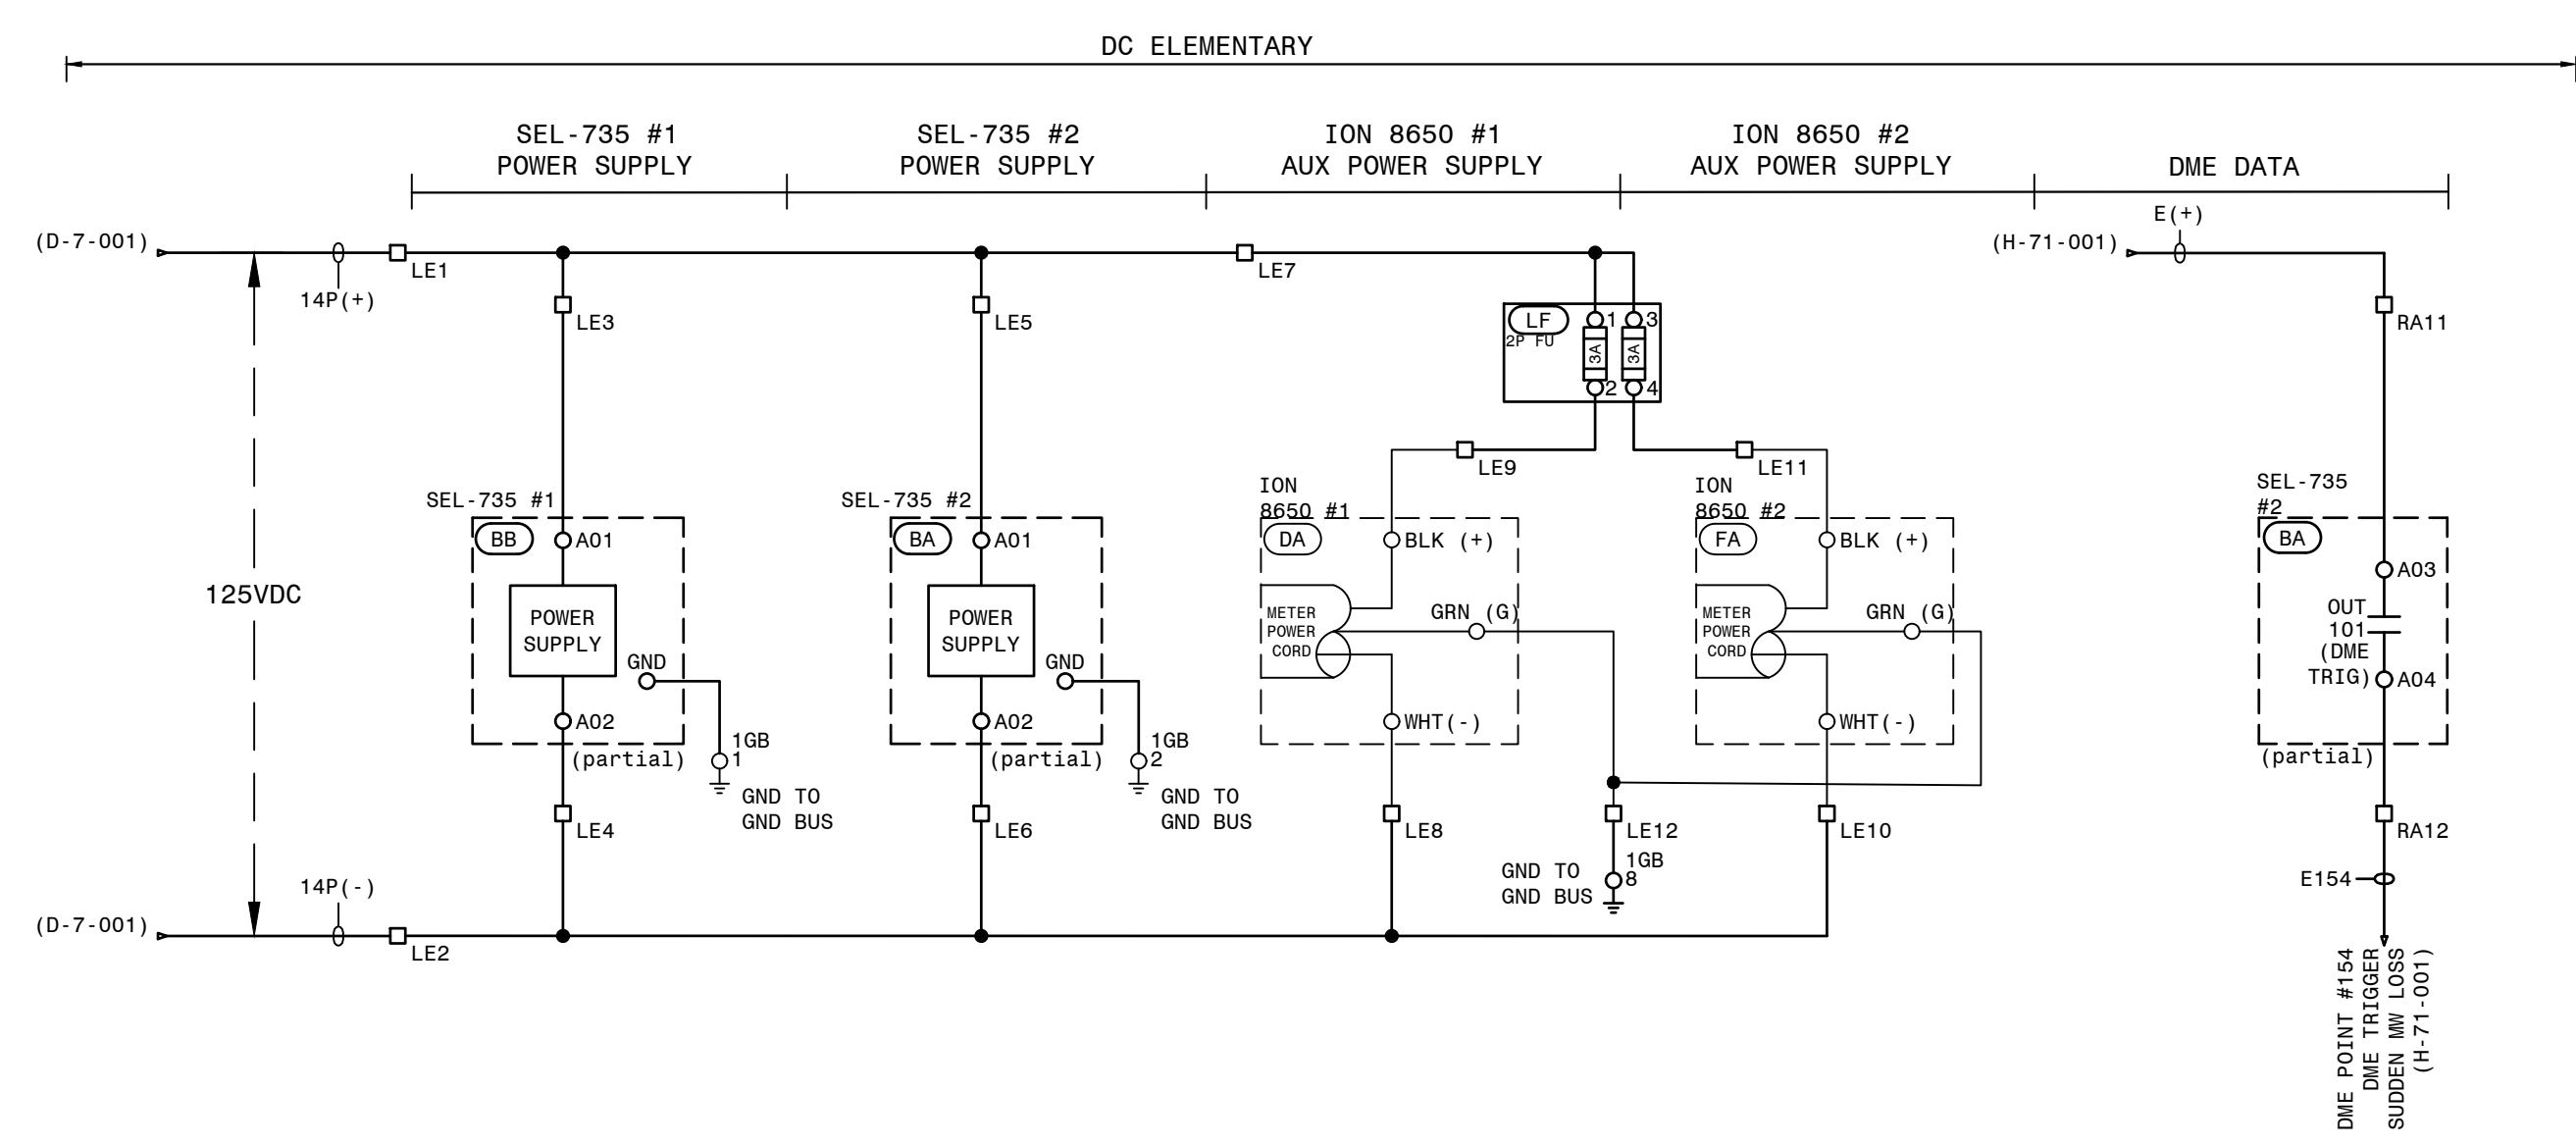 DC ELEMENTARY
SEL-735 #1
POWER SUPPLY
SEL-735 #2
POWER SUPPLY
ION 8650 #1
AUX POWER SUPPLY
ION 8650 #2
AUX POWER SUPPLY
DME DATA
(D-7-001)
14P(+)
LE1
LE7
(H-71-001)
E(+)
LE3
LE5
LF
2P FU
1
3
3A
3A
2
4
RA11
LE9
LE11
125VDC
SEL-735 #1
BB
A01
POWER
SUPPLY
GND
A02
(partial)
1GB
1
GND TO
GND BUS
LE4
SEL-735 #2
BA
A01
POWER
SUPPLY
GND
A02
(partial)
1GB
2
GND TO
GND BUS
LE6
ION
8650 #1
DA
BLK (+)
METER
POWER
CORD
GRN (G)
WHT(-)
LE8
ION
8650 #2
FA
BLK (+)
METER
POWER
CORD
GRN (G)
WHT(-)
LE12
LE10
1GB
8
GND TO
GND BUS
SEL-735
#2
BA
A03
OUT
101
(DME
TRIG)
A04
(partial)
RA12
E154
14P(-)
(D-7-001)
LE2
DME POINT #154
DME TRIGGER
SUDDEN MW LOSS
(H-71-001)